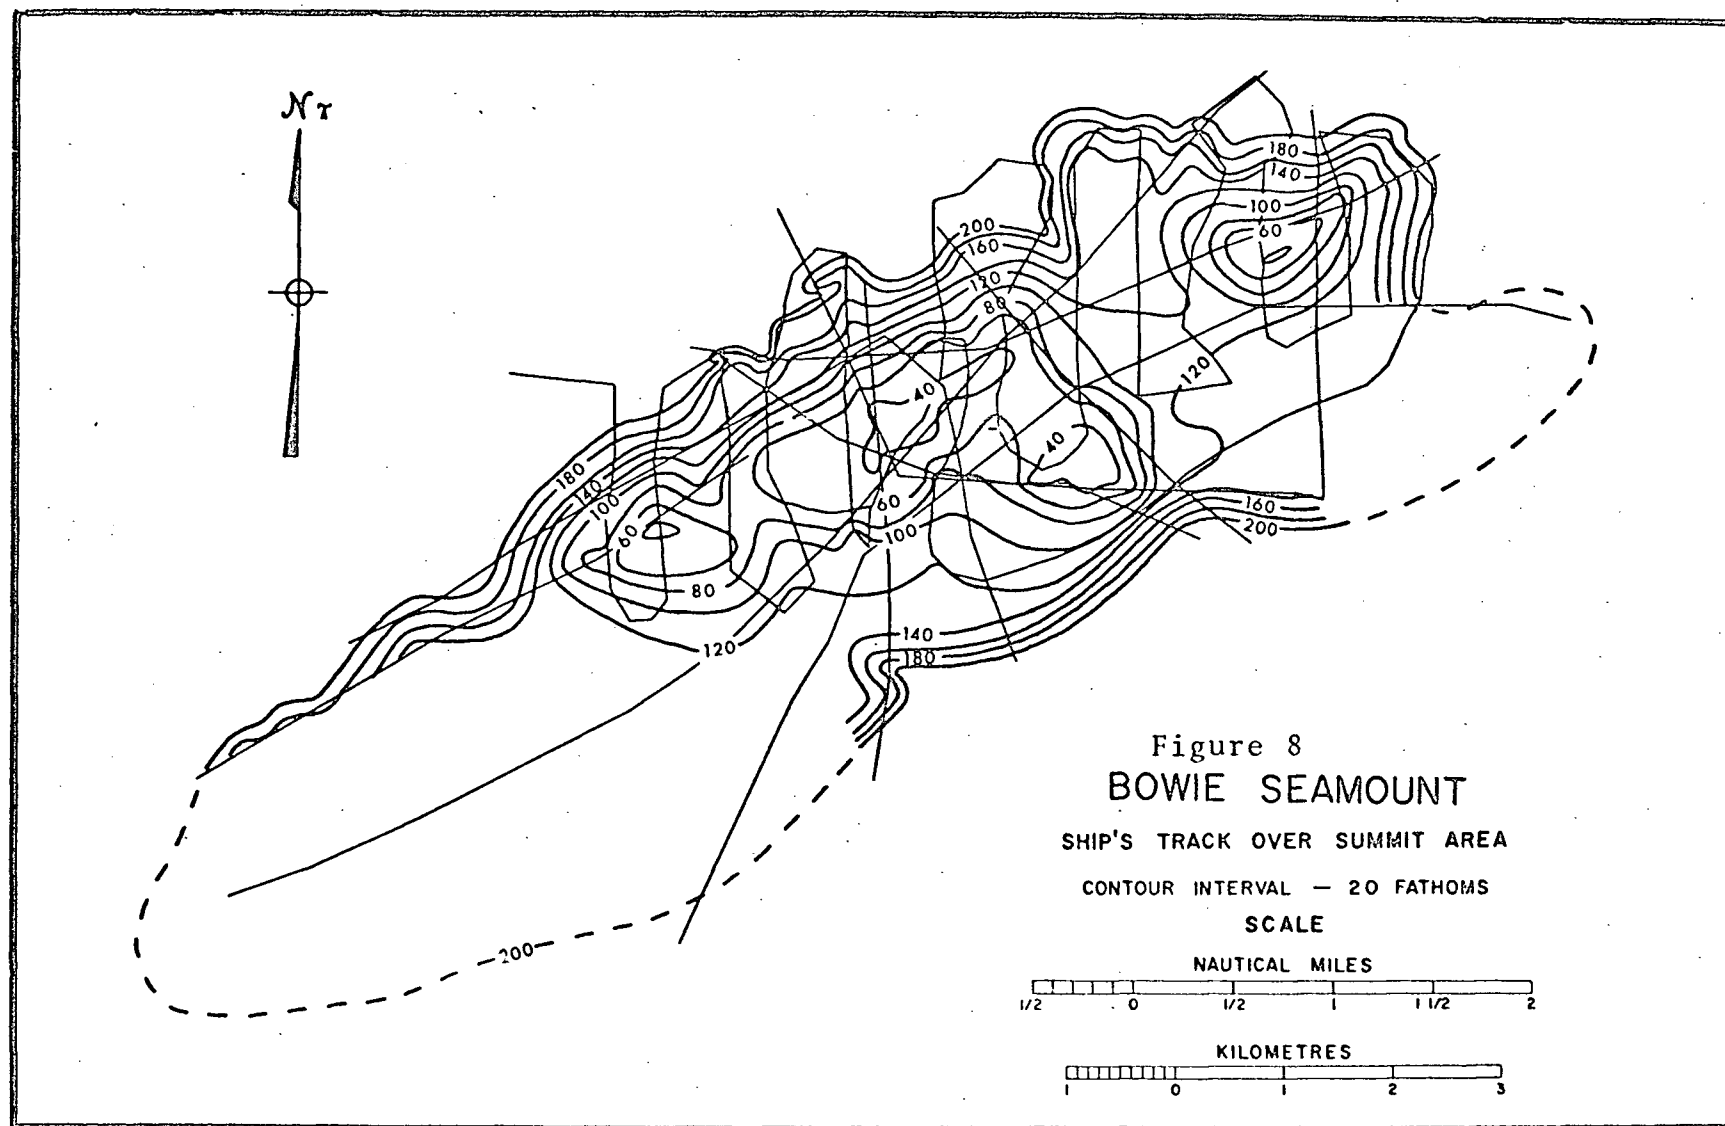 N T
180
140
100
60
200
160
120
80
120
40
40
180
140
100
60
60
100
160
200
80
120
140
180
200
Figure 8
BOWIE SEAMOUNT
SHIP'S TRACK OVER SUMMIT AREA
CONTOUR INTERVAL — 20 FATHOMS
SCALE
NAUTICAL MILES
1/2 0 1/2 1 1 1/2 2
KILOMETRES
1 0 1 2 3